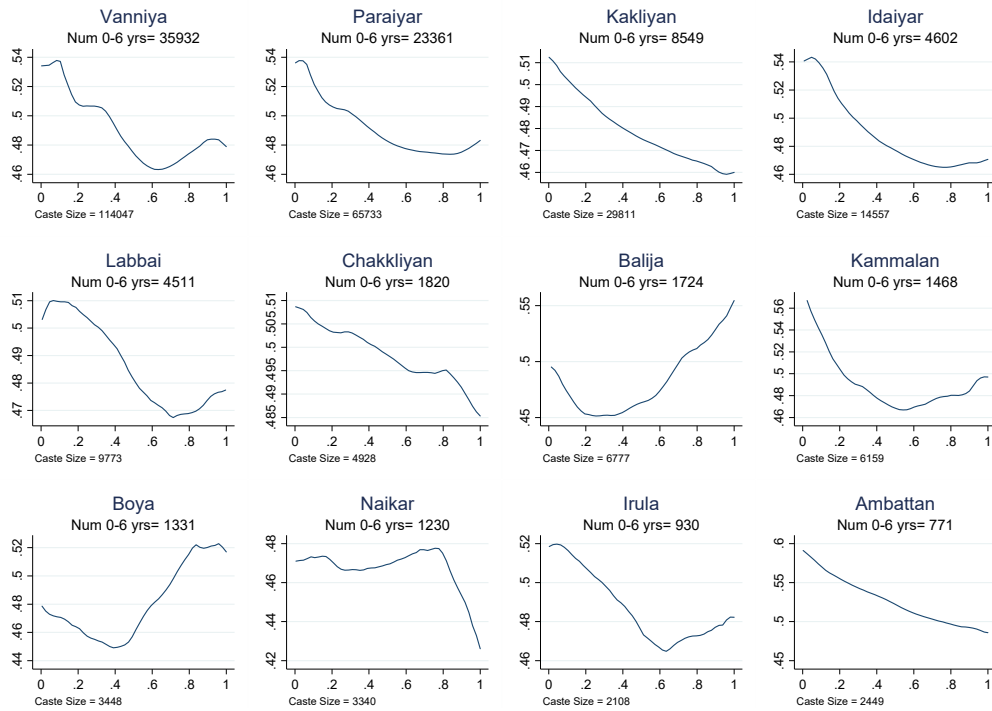 Vanniya
Num 0-6 yrs= 35932
.54
.52
.5
.48
.46
0 .2 .4 .6 .8 1
Caste Size = 114047
Paraiyar
Num 0-6 yrs= 23361
.54
.52
.5
.48
.46
0 .2 .4 .6 .8 1
Caste Size = 65733
Kakliyan
Num 0-6 yrs= 8549
.51
.5
.49
.48
.47
.46
0 .2 .4 .6 .8 1
Caste Size = 29811
Idaiyar
Num 0-6 yrs= 4602
.54
.52
.5
.48
.46
0 .2 .4 .6 .8 1
Caste Size = 14557
Labbai
Num 0-6 yrs= 4511
.51
.5
.49
.48
.47
0 .2 .4 .6 .8 1
Caste Size = 9773
Chakkliyan
Num 0-6 yrs= 1820
.51
.505
.5
.495
.49
.485
0 .2 .4 .6 .8 1
Caste Size = 4928
Balija
Num 0-6 yrs= 1724
.55
.5
.45
0 .2 .4 .6 .8 1
Caste Size = 6777
Kammalan
Num 0-6 yrs= 1468
.56
.54
.52
.5
.48
.46
0 .2 .4 .6 .8 1
Caste Size = 6159
Boya
Num 0-6 yrs= 1331
.52
.5
.48
.46
.44
0 .2 .4 .6 .8 1
Caste Size = 3448
Naikar
Num 0-6 yrs= 1230
.48
.46
.44
.42
0 .2 .4 .6 .8 1
Caste Size = 3340
Irula
Num 0-6 yrs= 930
.52
.5
.48
.46
0 .2 .4 .6 .8 1
Caste Size = 2108
Ambattan
Num 0-6 yrs= 771
.6
.55
.5
.45
0 .2 .4 .6 .8 1
Caste Size = 2449